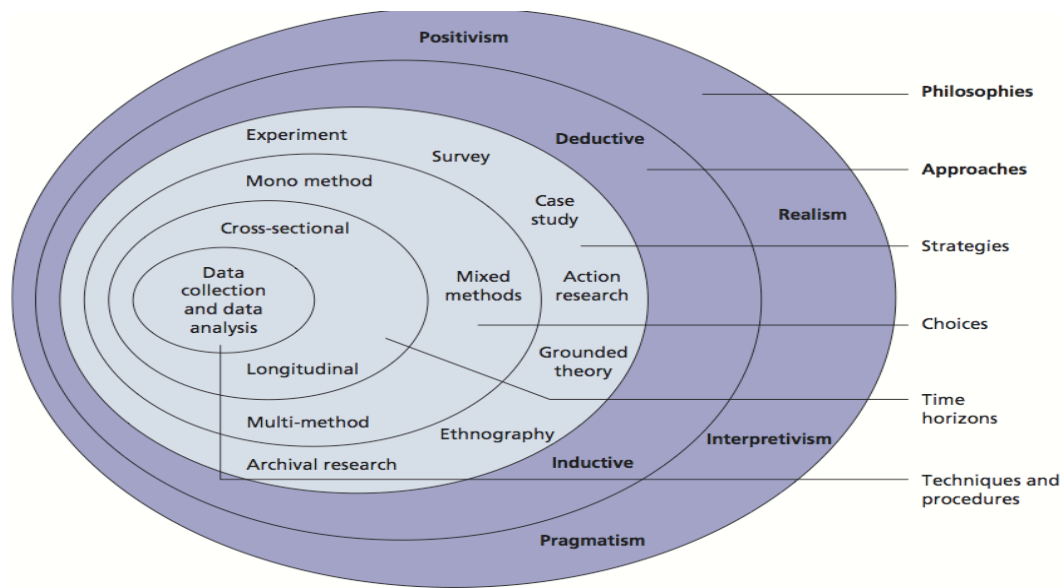 Positivism
Philosophies
Experiment
Survey
Deductive
Approaches
Mono method
Case
study
Realism
Cross-sectional
Strategies
Data
collection
and data
analysis
Mixed
methods
Action
research
Choices
Longitudinal
Grounded
theory
Time
horizons
Multi-method
Ethnography
Interpretivism
Archival research
Inductive
Techniques and
procedures
Pragmatism